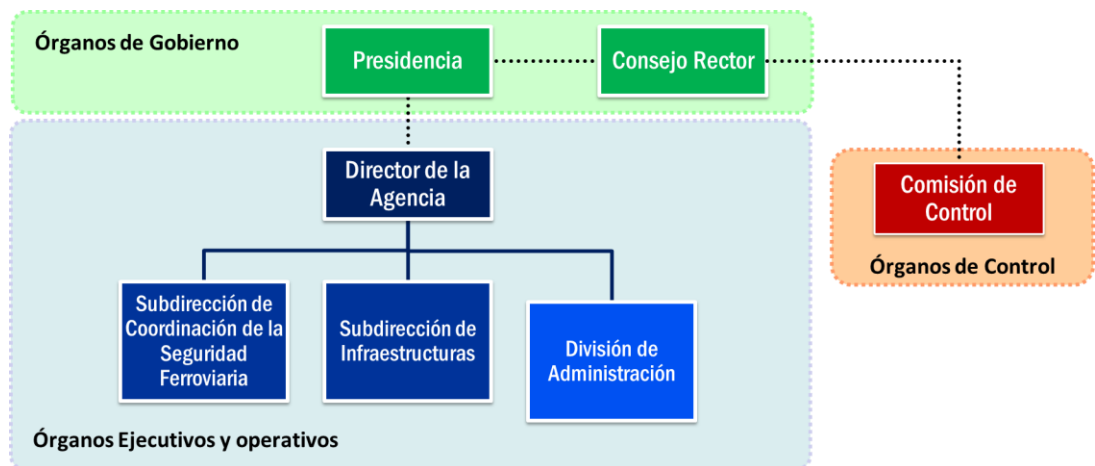 Órganos de Gobierno
Presidencia
Consejo Rector
Director de la
Agencia
Comisión de
Control
Órganos de Control
Subdirección de
Coordinación de la
Seguridad
Ferroviaria
Subdirección de
Infraestructuras
División de
Administración
Órganos Ejecutivos y operativos